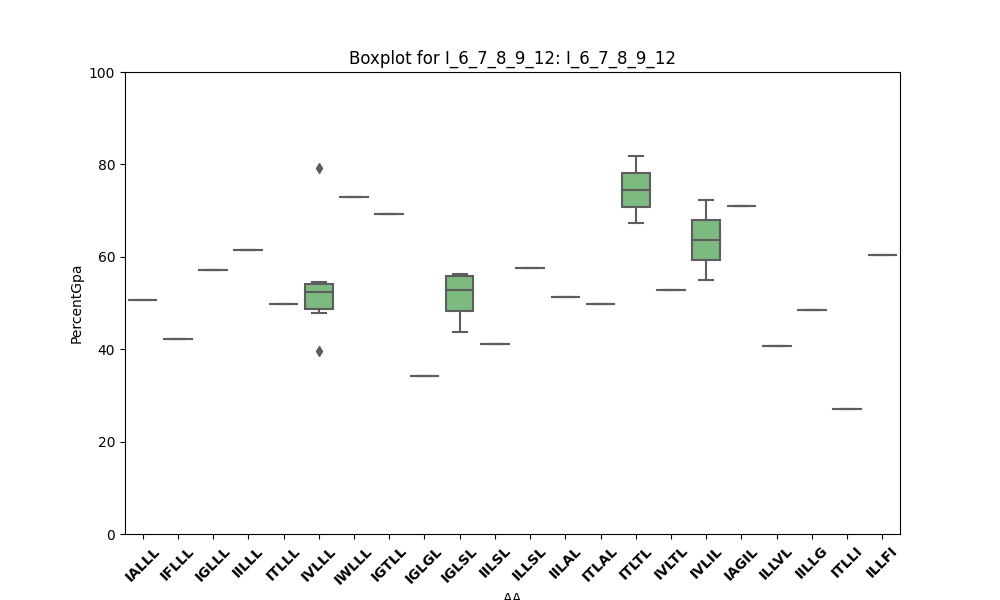 Boxplot for I_6_7_8_9_12: I_6_7_8_9_12
100
80
60
40
20
0
PercentGpa
IALLL
IFLLL
IGLLL
IILLL
ITLLL
IVLLL
IWLLL
IGTLL
IGLGL
IGLSL
IILSL
ILLSL
IILAL
ITLAL
ITLTL
IVLTL
IVLIL
IAGIL
ILLVL
IILLG
ITLLI
ILLFI
AA